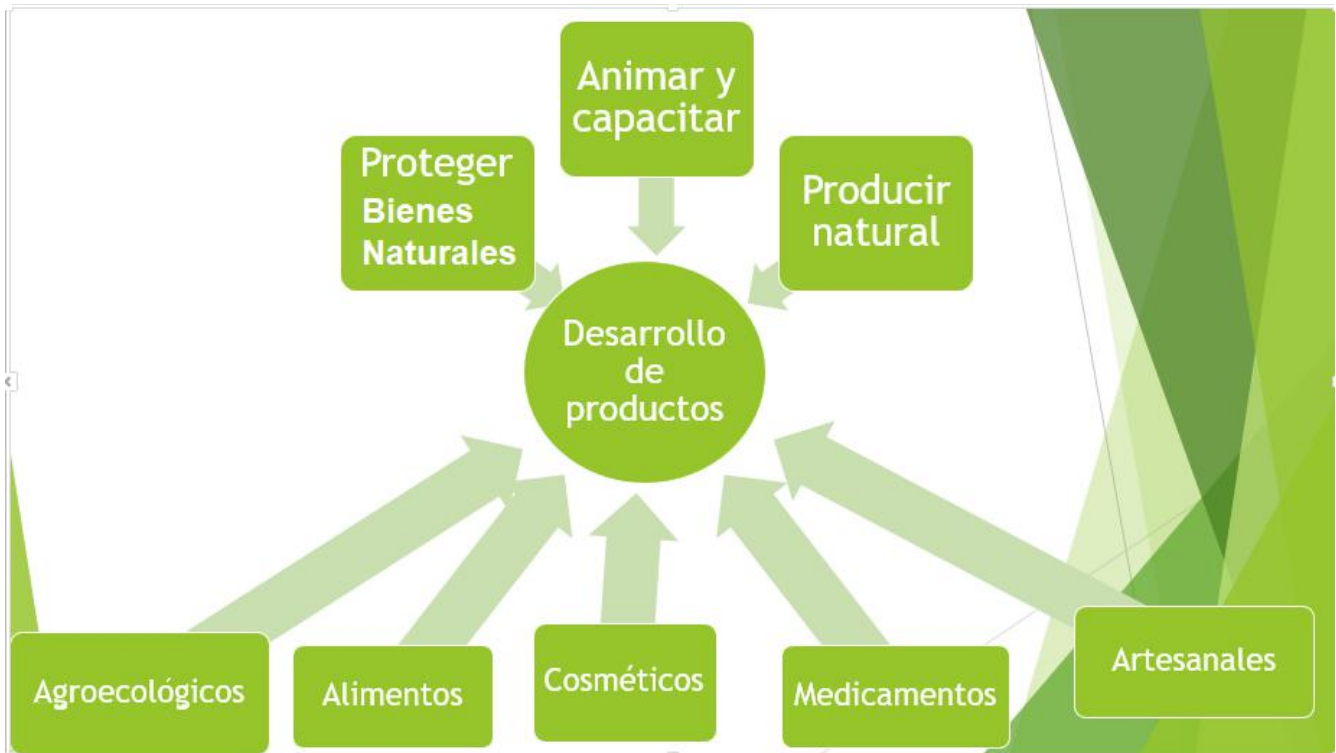 Animar y
capacitar
Proteger
Bienes
Naturales
Producir
natural
Desarrollo
de
productos
Agroecológicos
Alimentos
Cosméticos
Medicamentos
Artesanales